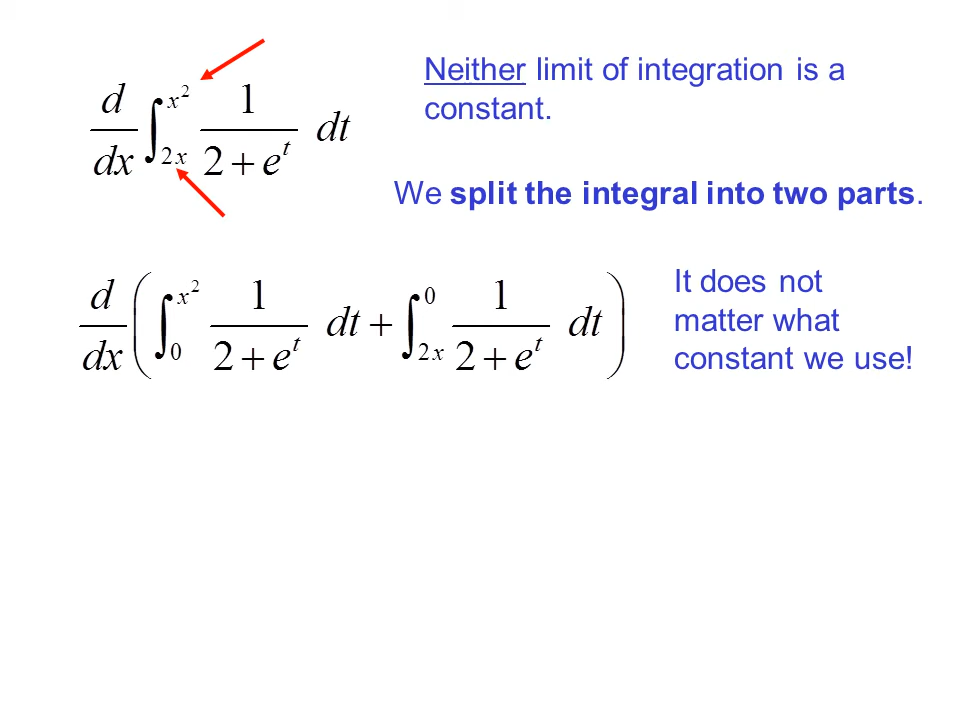 d/dx ∫_{2x}^{x²} 1/(2 + e^t) dt
Neither limit of integration is a
constant.
We split the integral into two parts.
d/dx ( ∫_0^{x²} 1/(2 + e^t) dt + ∫_{2x}^0 1/(2 + e^t) dt )
It does not
matter what
constant we use!